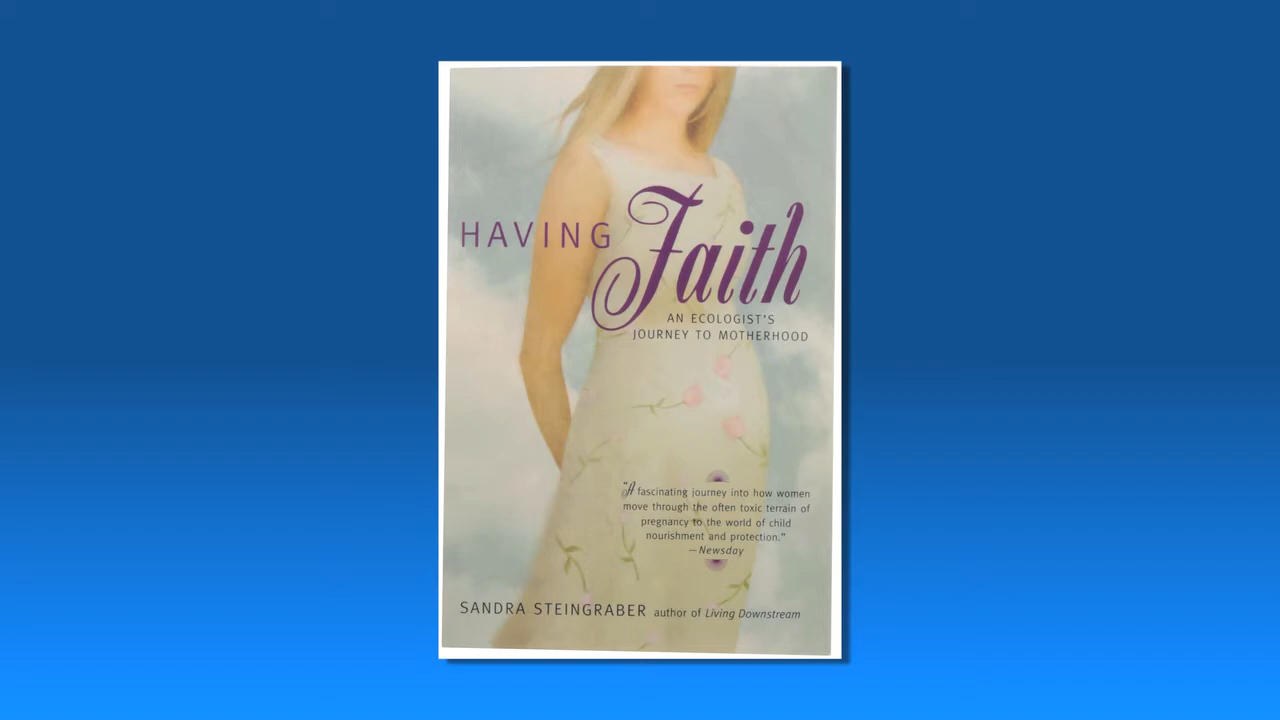 HAVING Faith
AN ECOLOGIST'S
JOURNEY TO MOTHERHOOD
"A fascinating journey into how women
move through the often toxic terrain of
pregnancy to the world of child
nourishment and protection."
—Newsday
SANDRA STEINGRABER author of Living Downstream